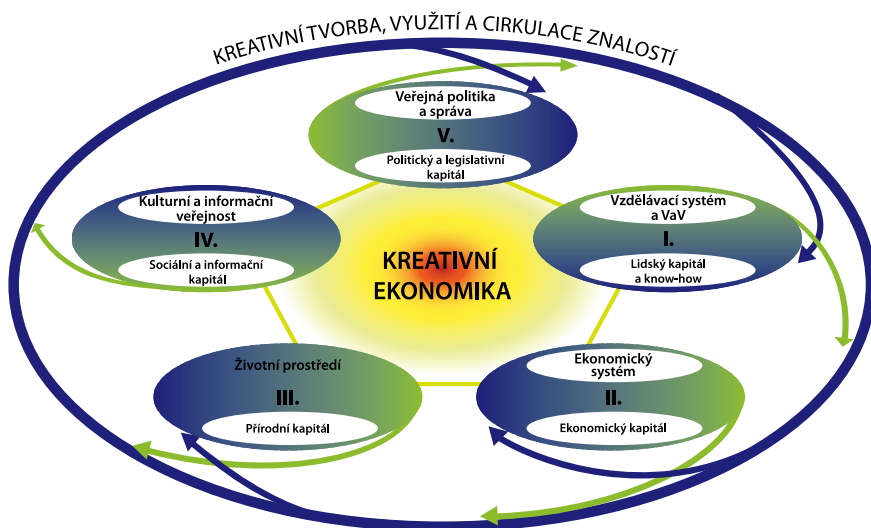 KREATIVNÍ TVORBA, VYUŽITÍ A CIRKULACE ZNALOSTÍ
Veřejná politika
a správa
V.
Politický a legislativní
kapitál
Kulturní a informační
veřejnost
IV.
Sociální a informační
kapitál
Vzdělávací systém
a VaV
I.
Lidský kapitál
a know-how
KREATIVNÍ
EKONOMIKA
Životní prostředí
III.
Přírodní kapitál
Ekonomický
systém
II.
Ekonomický kapitál